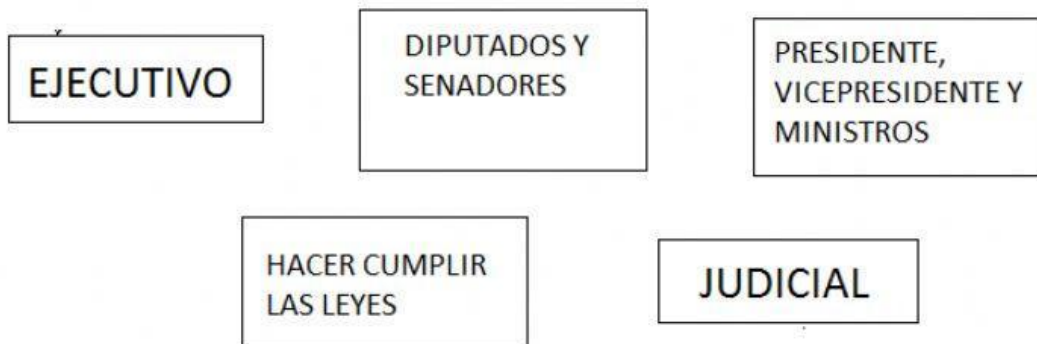 EJECUTIVO
DIPUTADOS Y
SENADORES
PRESIDENTE,
VICEPRESIDENTE Y
MINISTROS
HACER CUMPLIR
LAS LEYES
JUDICIAL